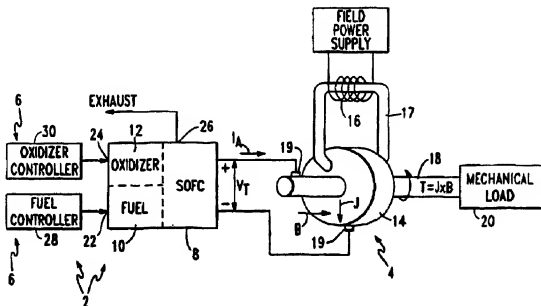 FIELD
POWER
SUPPLY
16
17
EXHAUST
6
30
24
12
26
I_A
19
18
OXIDIZER
CONTROLLER
OXIDIZER
SOFC
+
V_T
-
T=J×B
MECHANICAL
LOAD
FUEL
CONTROLLER
FUEL
J
B
14
20
28
22
10
8
19
4
6
2